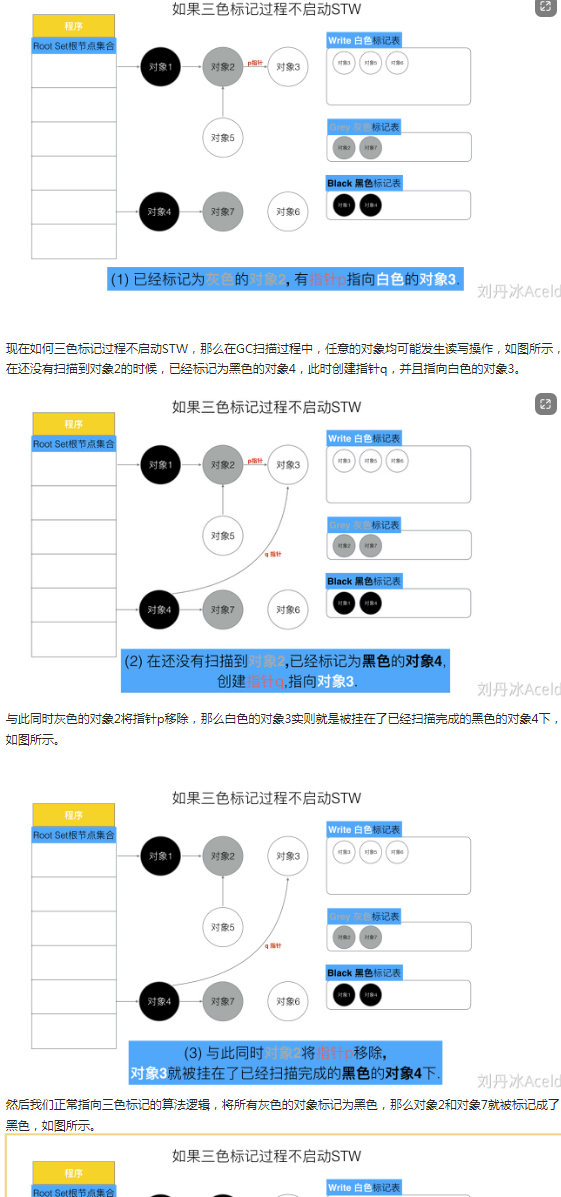 如果三色标记过程不启动STW
程序
Root Set根节点集合
对象1
对象2
p指针
对象3
对象5
对象4
对象7
对象6
Write 白色标记表
对象3 对象5 对象6
Grey 灰色标记表
对象2 对象7
Black 黑色标记表
对象1 对象4
(1) 已经标记为灰色的对象2, 有指针p指向白色的对象3.
刘丹冰Aceld
现在如何三色标记过程不启动STW，那么在GC扫描过程中，任意的对象均可能发生读写操作，如图所示，
在还没有扫描到对象2的时候，已经标记为黑色的对象4，此时创建指针q，并且指向白色的对象3。
如果三色标记过程不启动STW
程序
Root Set根节点集合
对象1
对象2
p指针
对象3
对象5
q 指针
对象4
对象7
对象6
Write 白色标记表
对象3 对象5 对象6
Grey 灰色标记表
对象2 对象7
Black 黑色标记表
对象1 对象4
(2) 在还没有扫描到对象2,已经标记为黑色的对象4,
创建指针q,指向对象3.
刘丹冰Aceld
与此同时灰色的对象2将指针p移除，那么白色的对象3实则就是被挂在了已经扫描完成的黑色的对象4下，
如图所示。
如果三色标记过程不启动STW
程序
Root Set根节点集合
对象1
对象2
对象3
对象5
q 指针
对象4
对象7
对象6
Write 白色标记表
对象3 对象5 对象6
Grey 灰色标记表
对象2 对象7
Black 黑色标记表
对象1 对象4
(3) 与此同时对象2将指针p移除,
对象3就被挂在了已经扫描完成的黑色的对象4下.
刘丹冰Aceld
然后我们正常指向三色标记的算法逻辑，将所有灰色的对象标记为黑色，那么对象2和对象7就被标记成了
黑色，如图所示。
如果三色标记过程不启动STW
程序
Root Set根节点集合
Write 白色标记表